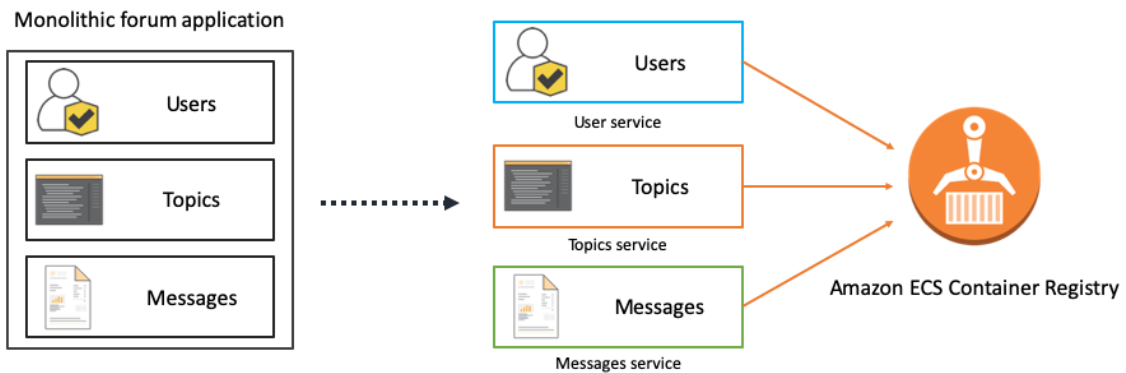 Monolithic forum application
Users
Topics
Messages
Users
User service
Topics
Topics service
Messages
Messages service
Amazon ECS Container Registry